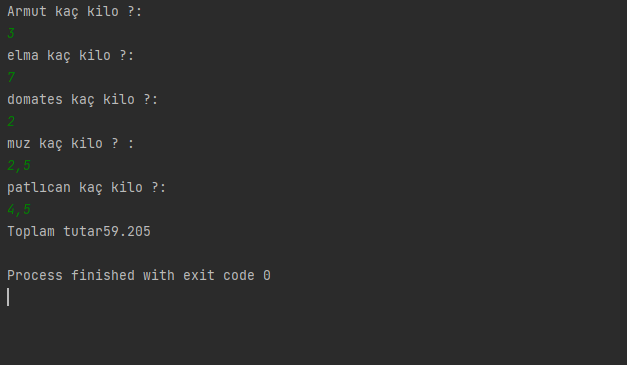 Armut kaç kilo ?:
3
elma kaç kilo ?:
7
domates kaç kilo ?:
2
muz kaç kilo ? :
2,5
patlıcan kaç kilo ?:
4,5
Toplam tutar59.205
Process finished with exit code 0